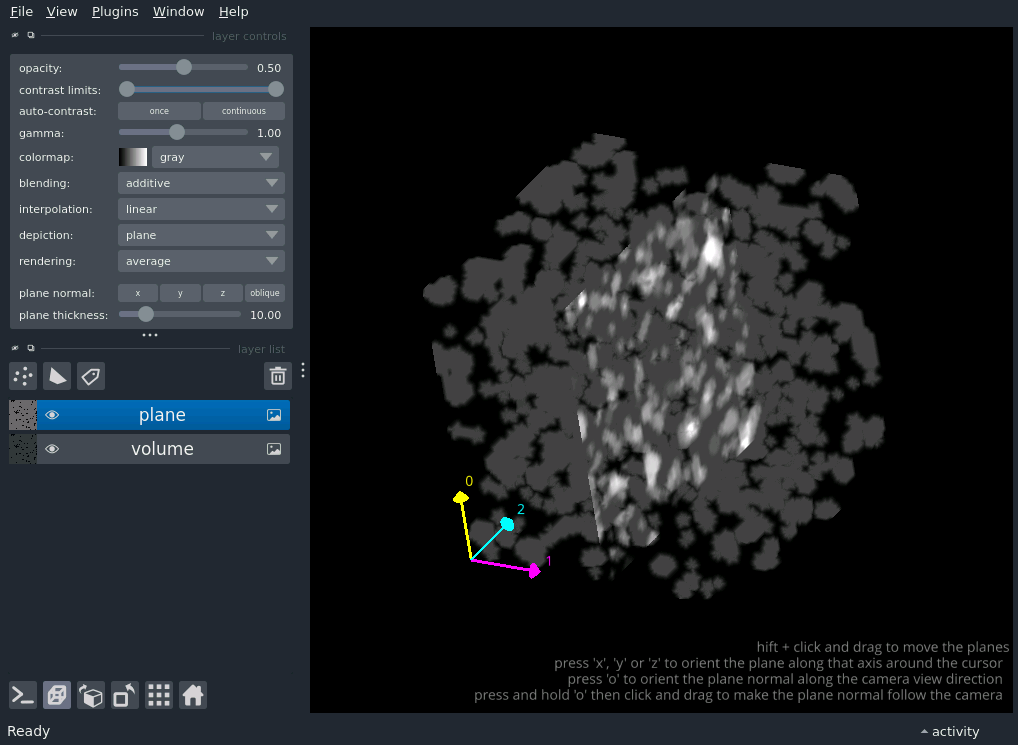 File View Plugins Window Help
layer controls
opacity: 0.50
contrast limits:
auto-contrast: once continuous
gamma: 1.00
colormap: gray
blending: additive
interpolation: linear
depiction: plane
rendering: average
plane normal: x y z oblique
plane thickness: 10.00
layer list
plane
volume
0
2
1
hift + click and drag to move the planes
press 'x', 'y' or 'z' to orient the plane along that axis around the cursor
press 'o' to orient the plane normal along the camera view direction
press and hold 'o' then click and drag to make the plane normal follow the camera
Ready activity